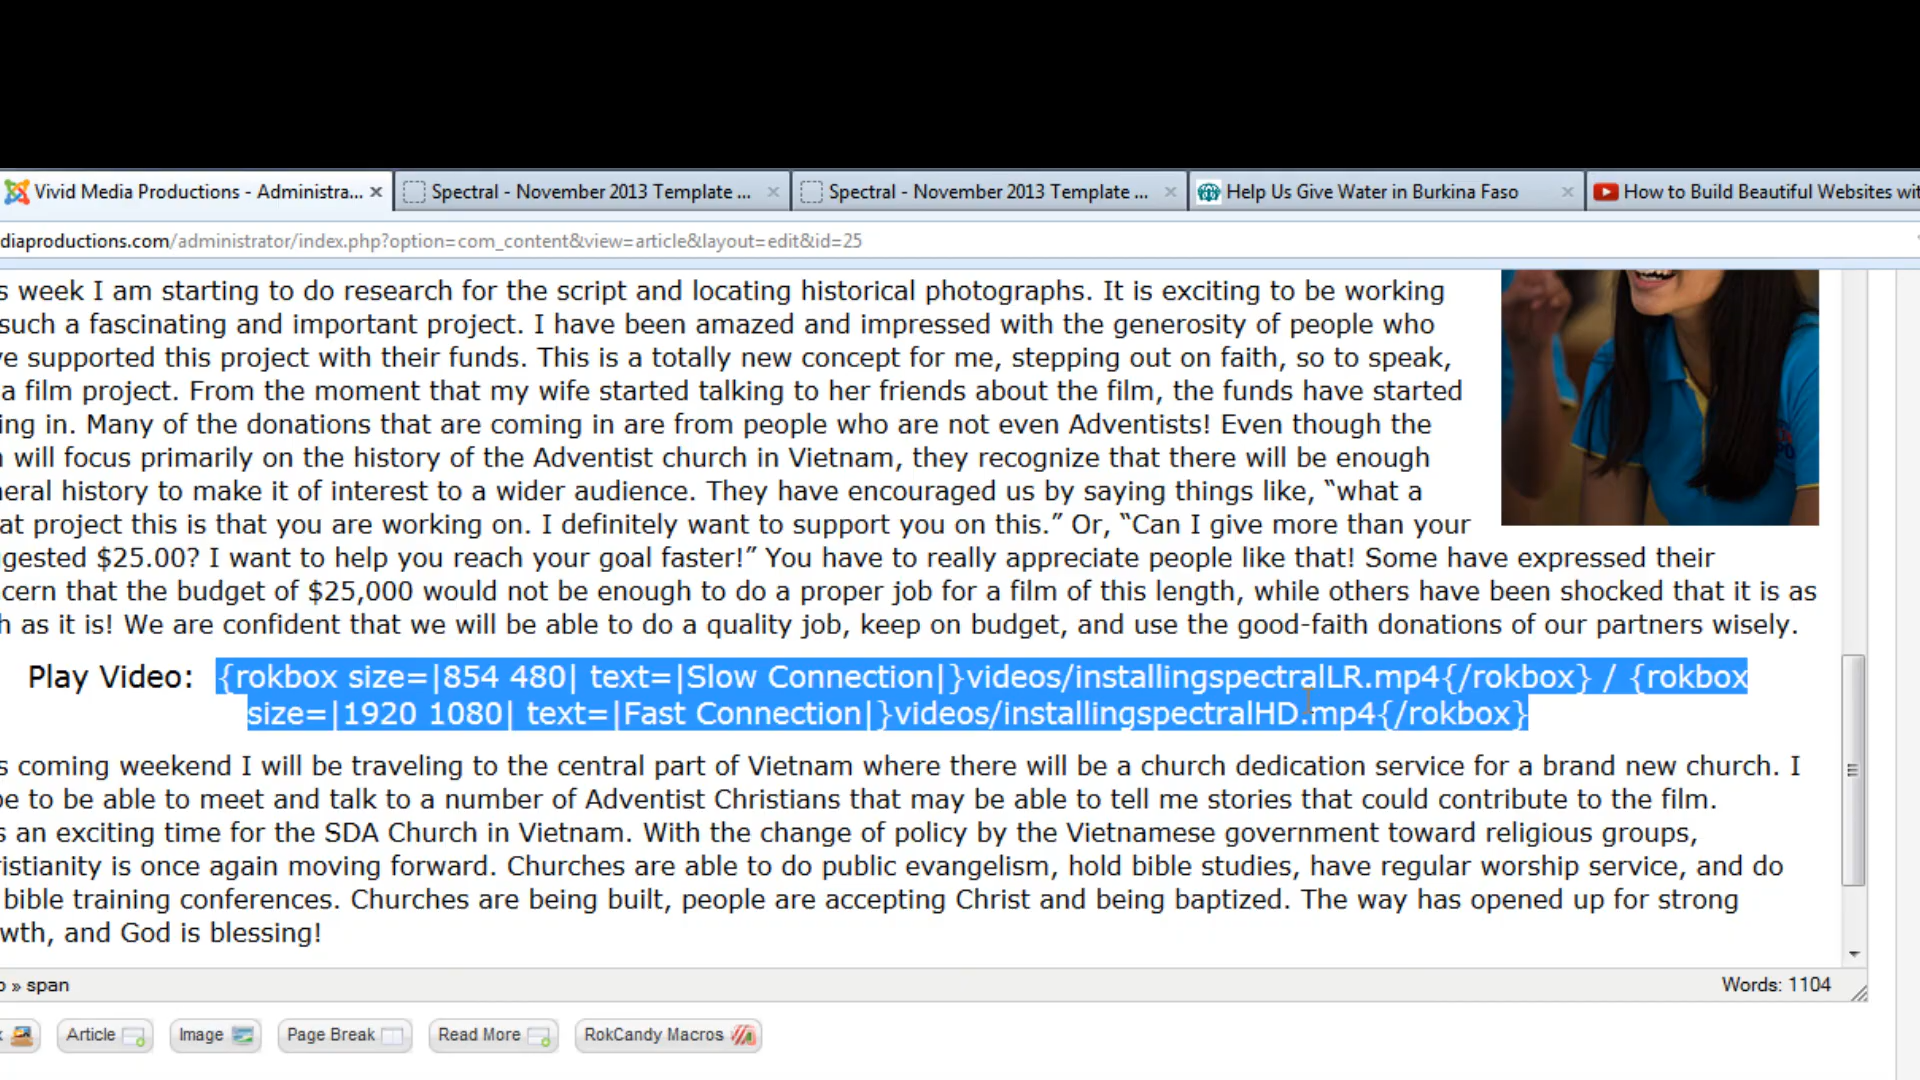 Vivid Media Productions - Administra...
Spectral - November 2013 Template ...
Spectral - November 2013 Template ...
Help Us Give Water in Burkina Faso
How to Build Beautiful Websites wit
diaproductions.com/administrator/index.php?option=com_content&view=article&layout=edit&id=25
s week I am starting to do research for the script and locating historical photographs. It is exciting to be working
such a fascinating and important project. I have been amazed and impressed with the generosity of people who
ve supported this project with their funds. This is a totally new concept for me, stepping out on faith, so to speak,
a film project. From the moment that my wife started talking to her friends about the film, the funds have started
ing in. Many of the donations that are coming in are from people who are not even Adventists! Even though the
will focus primarily on the history of the Adventist church in Vietnam, they recognize that there will be enough
neral history to make it of interest to a wider audience. They have encouraged us by saying things like, “what a
at project this is that you are working on. I definitely want to support you on this.” Or, “Can I give more than your
ggested $25.00? I want to help you reach your goal faster!” You have to really appreciate people like that! Some have expressed their
cern that the budget of $25,000 would not be enough to do a proper job for a film of this length, while others have been shocked that it is as
h as it is! We are confident that we will be able to do a quality job, keep on budget, and use the good-faith donations of our partners wisely.
Play Video: {rokbox size=|854 480| text=|Slow Connection|}videos/installingspectralLR.mp4{/rokbox} / {rokbox
size=|1920 1080| text=|Fast Connection|}videos/installingspectralHD.mp4{/rokbox}
s coming weekend I will be traveling to the central part of Vietnam where there will be a church dedication service for a brand new church. I
pe to be able to meet and talk to a number of Adventist Christians that may be able to tell me stories that could contribute to the film.
s an exciting time for the SDA Church in Vietnam. With the change of policy by the Vietnamese government toward religious groups,
ristianity is once again moving forward. Churches are able to do public evangelism, hold bible studies, have regular worship service, and do
bible training conferences. Churches are being built, people are accepting Christ and being baptized. The way has opened up for strong
wth, and God is blessing!
» span
Words: 1104
Article
Image
Page Break
Read More
RokCandy Macros